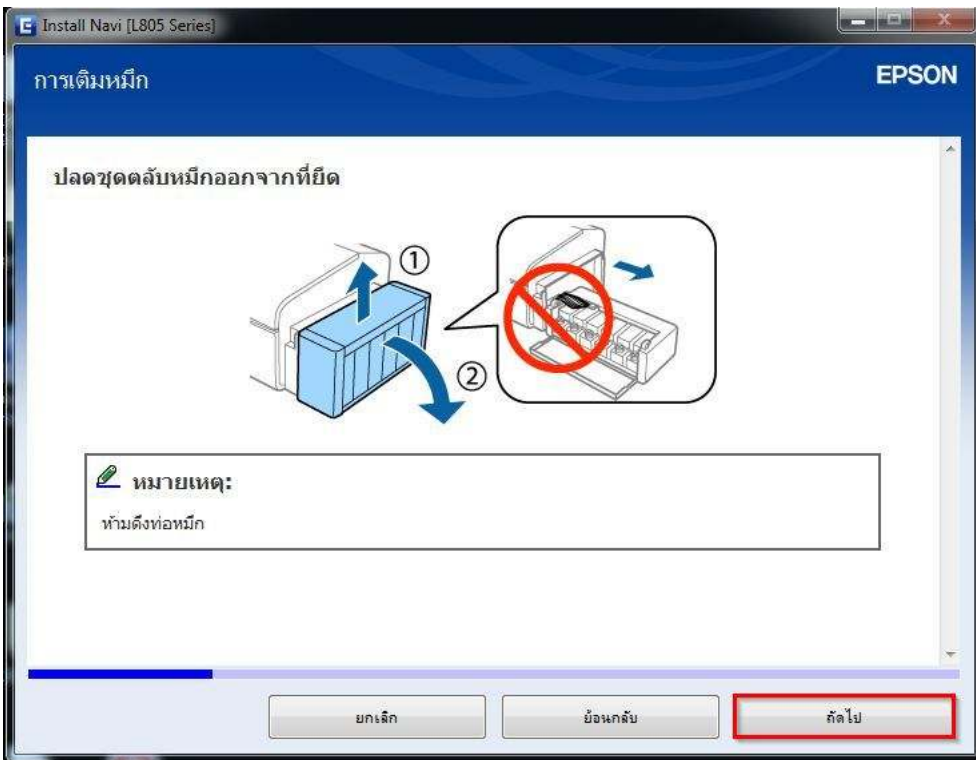 Install Navi [L805 Series]
การเติมหมึก
EPSON
ปลดชุดตลับหมึกออกจากที่ยึด
①
②
หมายเหตุ:
ห้ามดึงท่อหมึก
ยกเลิก
ย้อนกลับ
ถัดไป